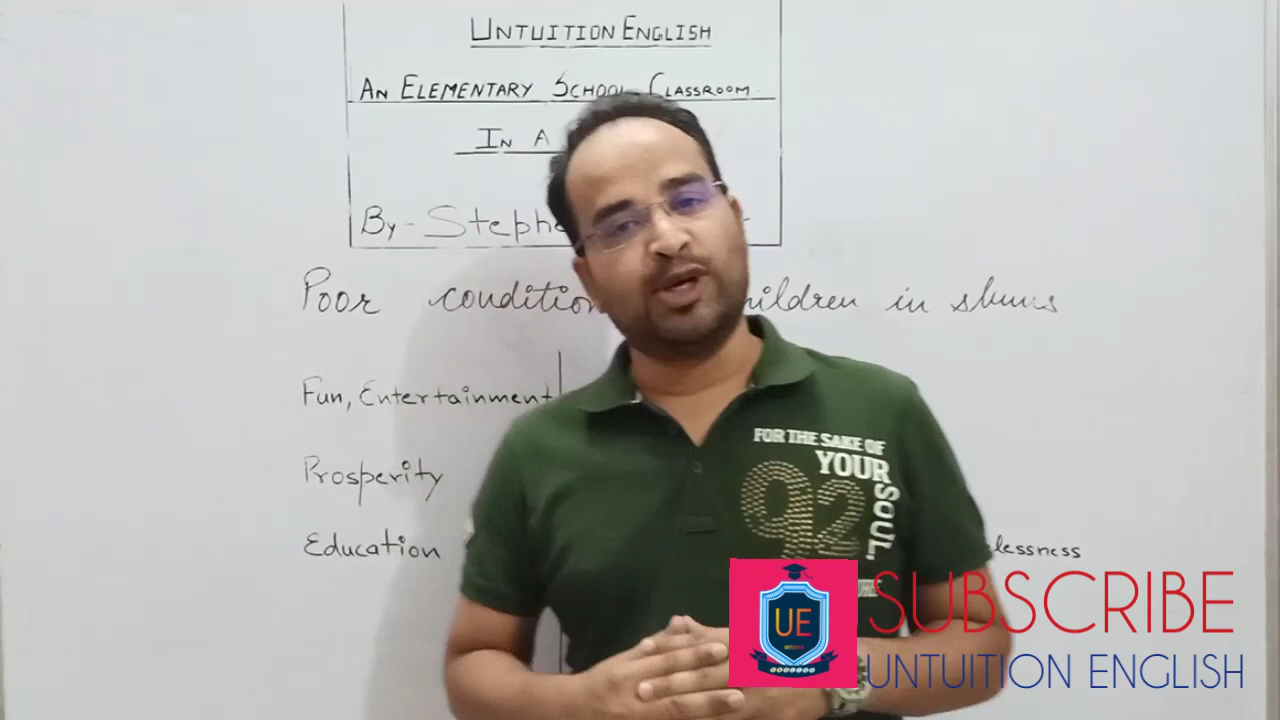 UNTUITION ENGLISH
AN ELEMENTARY SCHOOL CLASSROOM
IN A
By - Stephe
Poor condition hildren in slums
Fun, Entertainment
Prosperity
Education lessness
FOR THE SAKE OF
YOUR
SOUL
92
UE
SUBSCRIBE
UNTUITION ENGLISH